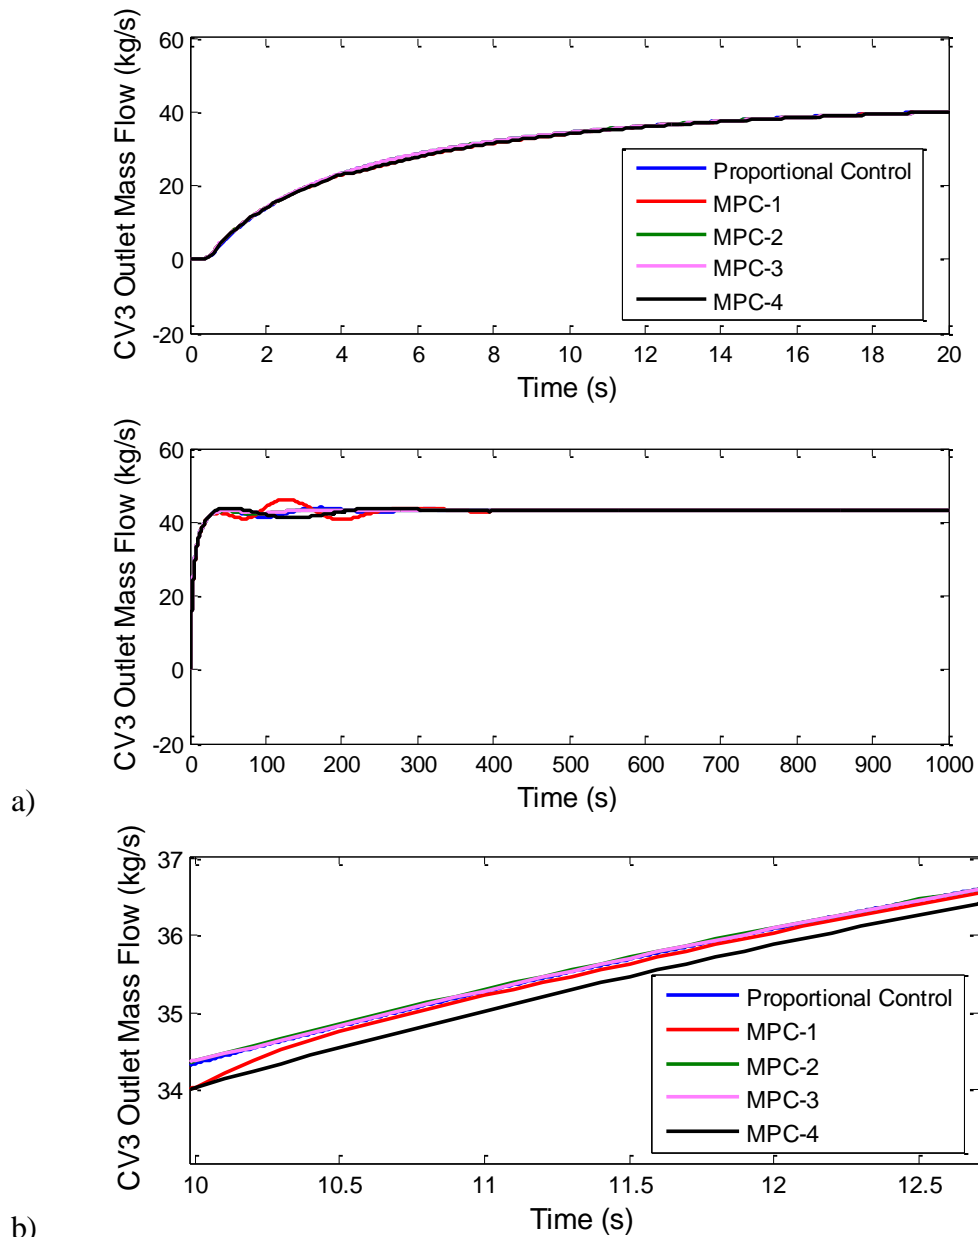 60
40
20
0
-20
CV3 Outlet Mass Flow (kg/s)
Proportional Control
MPC-1
MPC-2
MPC-3
MPC-4
0 2 4 6 8 10 12 14 16 18 20
Time (s)
60
40
20
0
-20
CV3 Outlet Mass Flow (kg/s)
0 100 200 300 400 500 600 700 800 900 1000
Time (s)
a)
37
36
35
34
CV3 Outlet Mass Flow (kg/s)
Proportional Control
MPC-1
MPC-2
MPC-3
MPC-4
10 10.5 11 11.5 12 12.5
Time (s)
b)